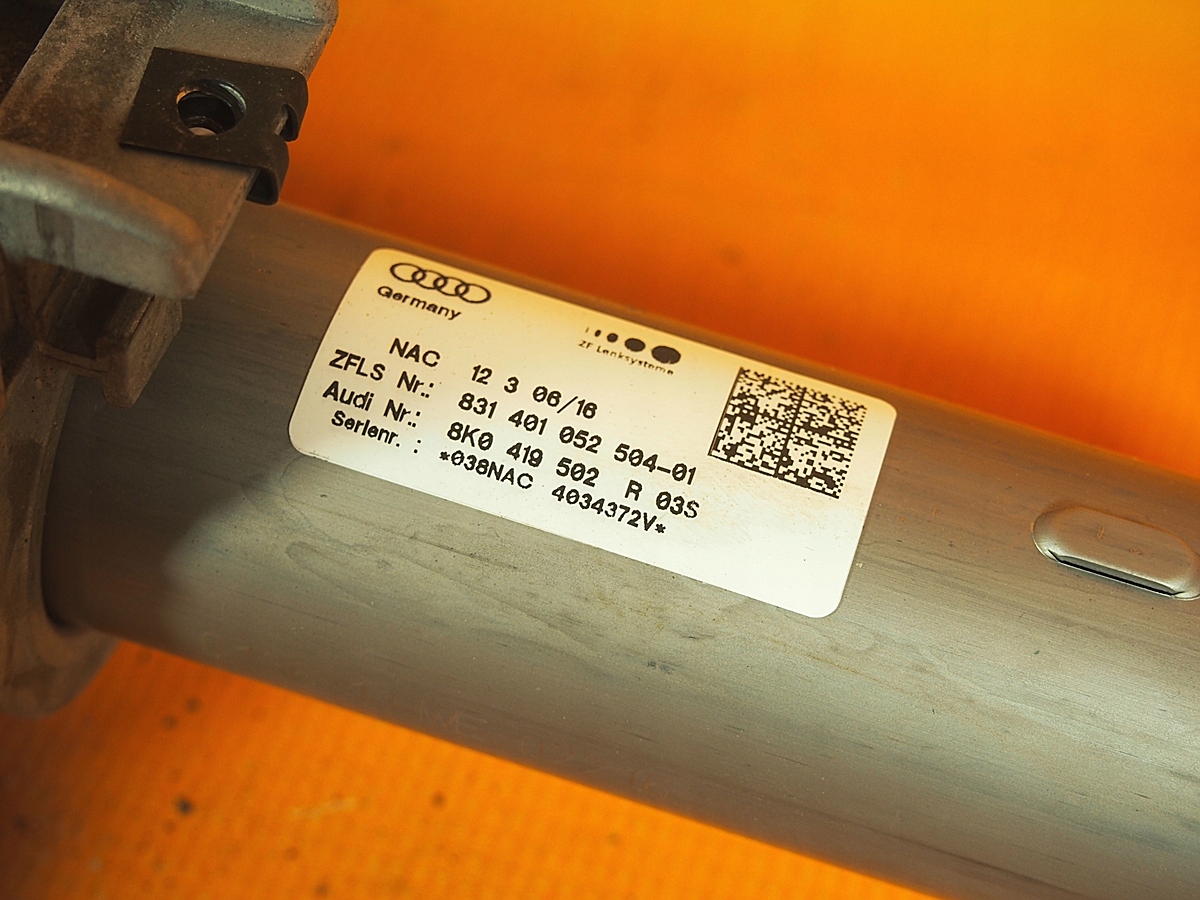 Germany
ZF Lenksysteme
NAC 12 3 06/16
ZFLS Nr.: 831 401 052 504-01
Audi Nr.: 8K0 419 502 R 03S
Serienr. : *038NAC 4034372V*